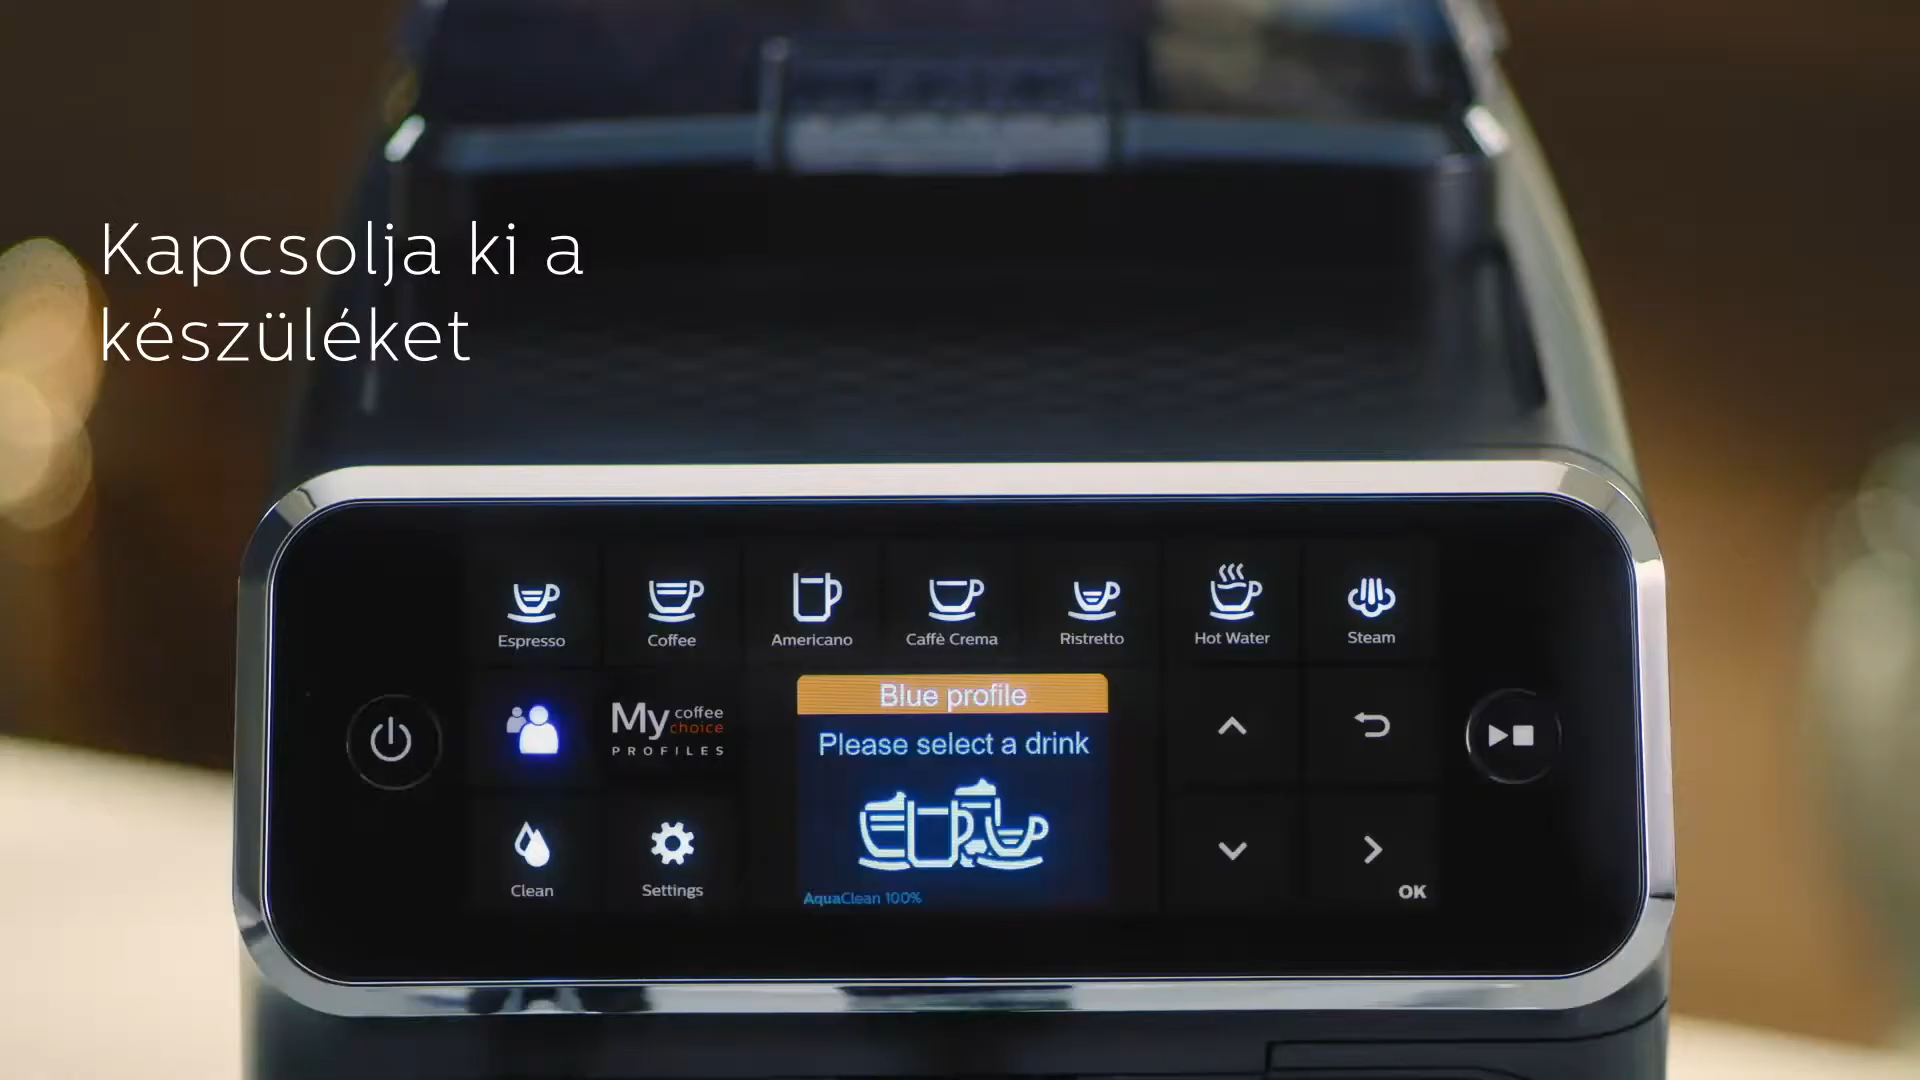 Kapcsolja ki a
készüléket
Espresso
Coffee
Americano
Caffè Crema
Ristretto
Hot Water
Steam
My coffee choice
PROFILES
Blue profile
Please select a drink
Clean
Settings
AquaClean 100%
OK